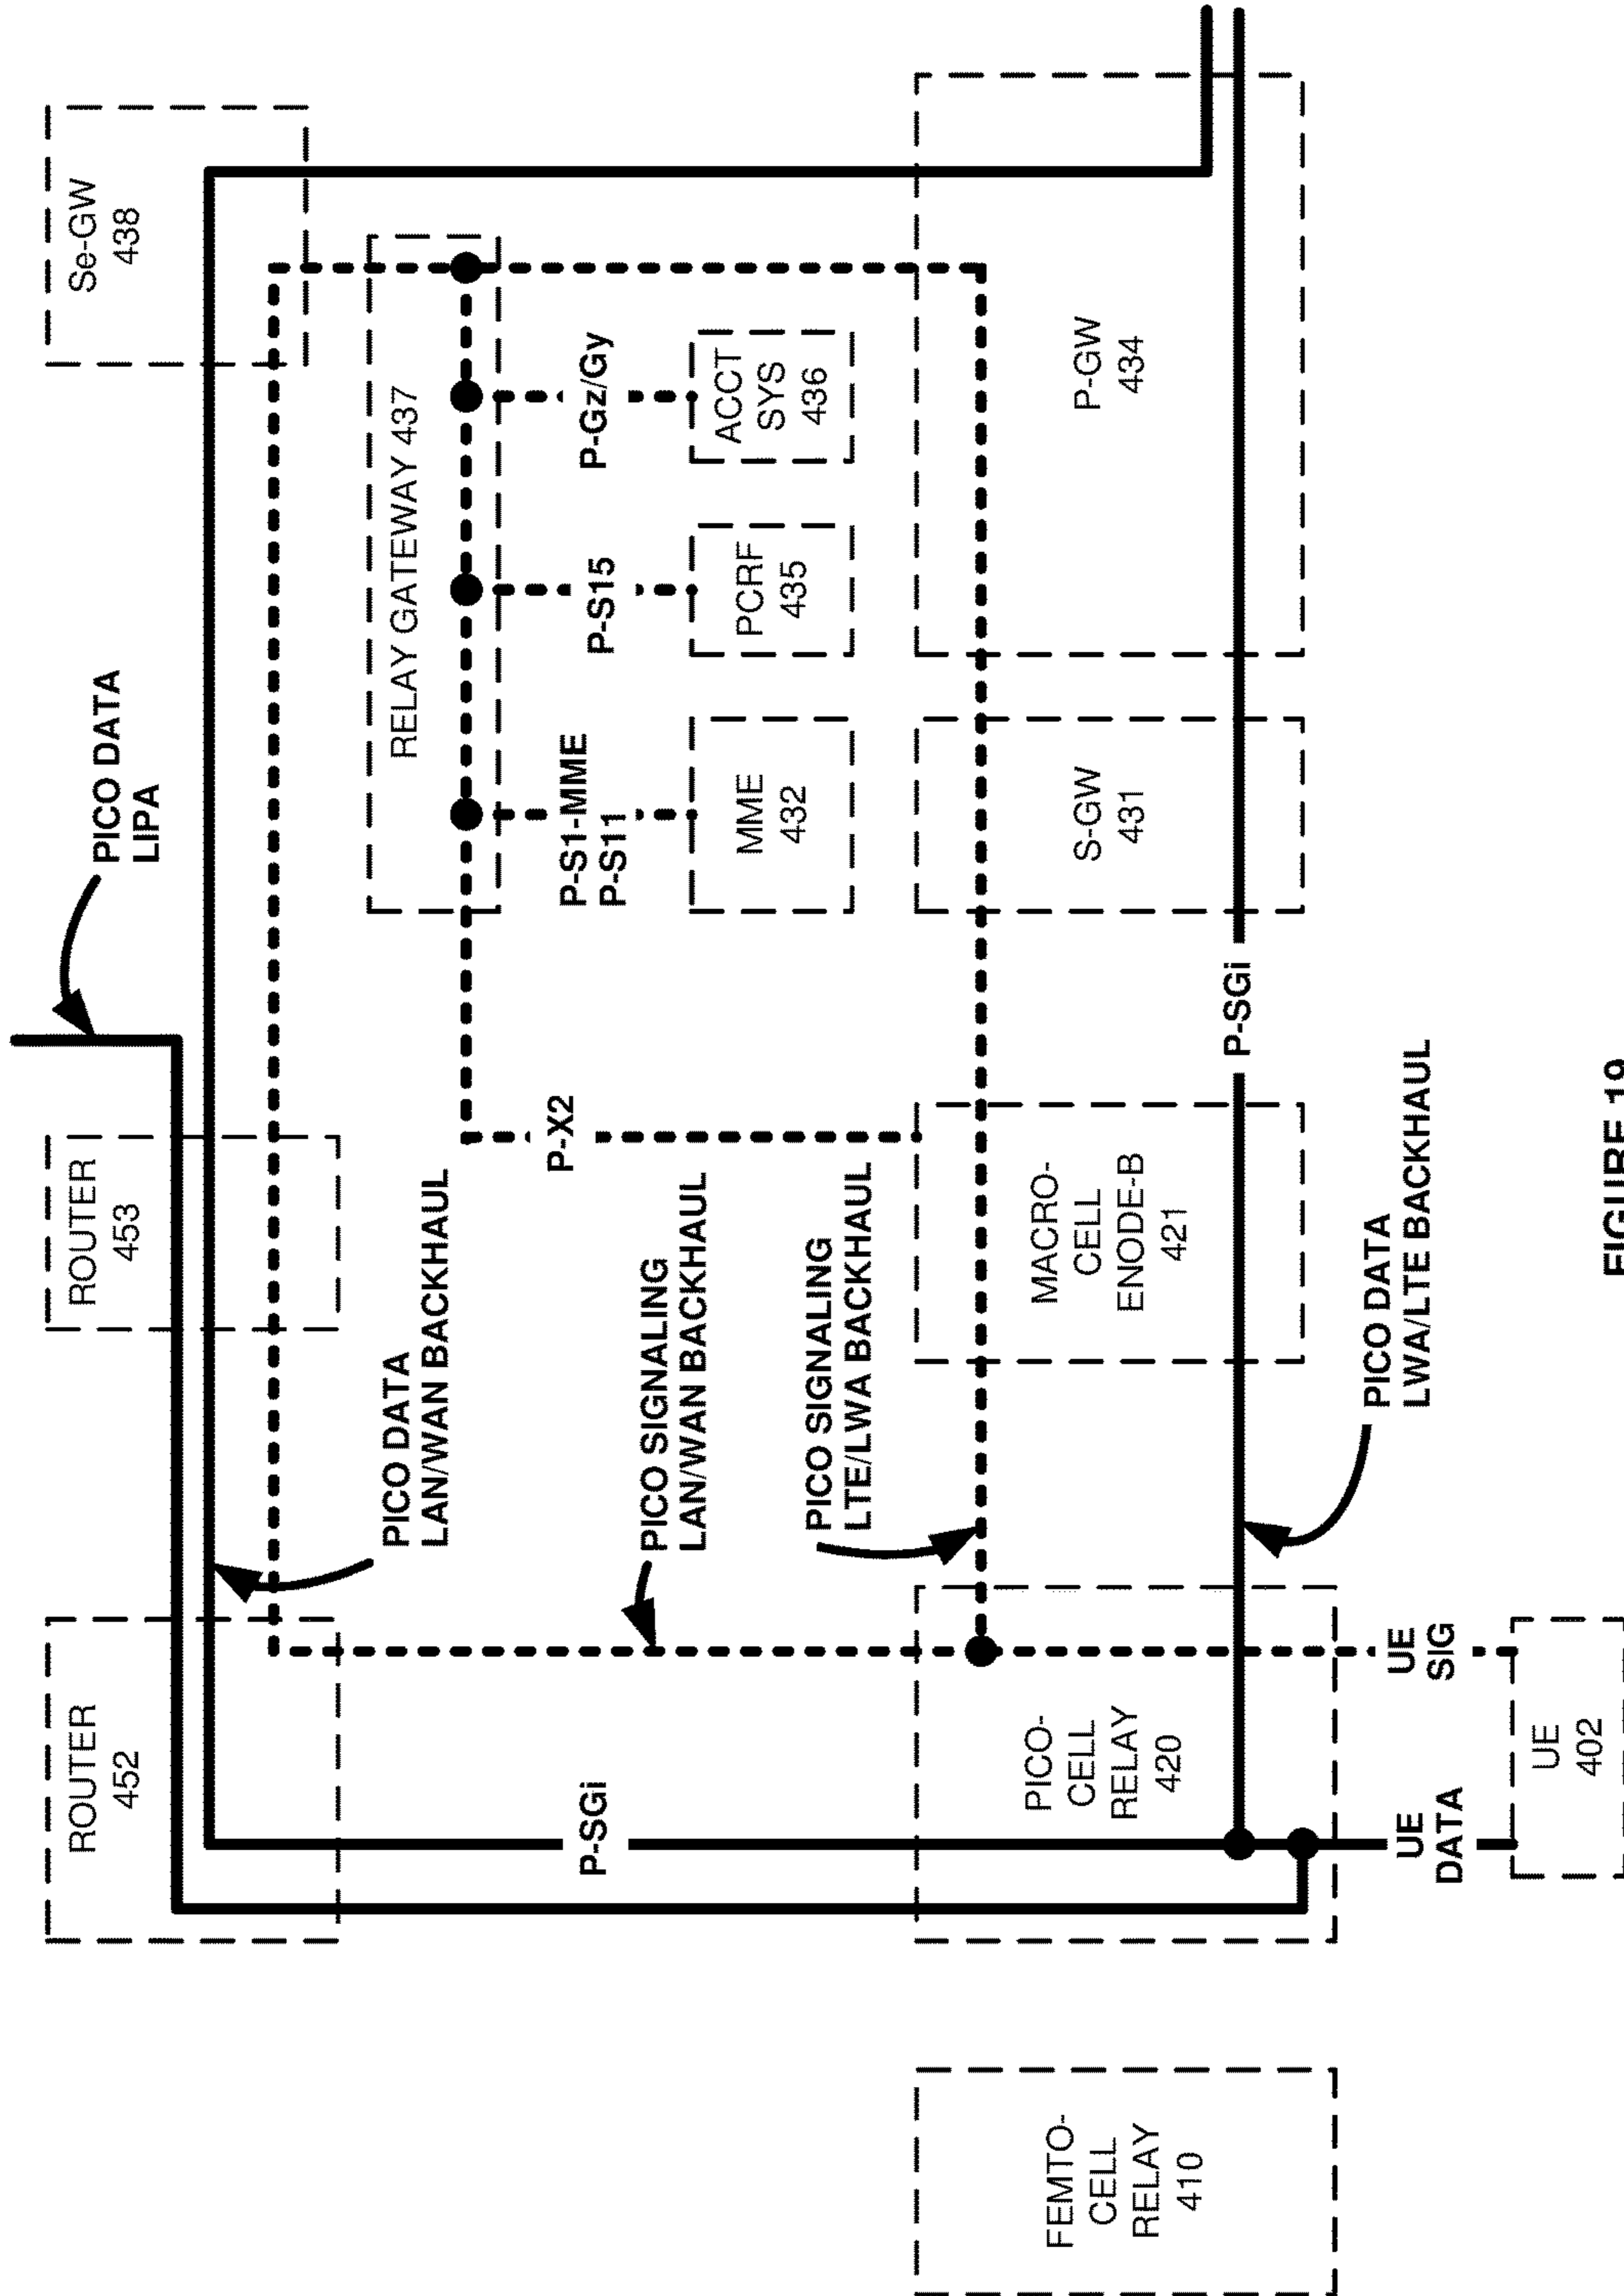 ROUTER
452
ROUTER
453
PICO DATA
LIPA
Se-GW
438
PICO DATA
LAN/WAN BACKHAUL
RELAY GATEWAY 437
P-SGi
PICO SIGNALING
LAN/WAN BACKHAUL
P-X2
P-S1-MME
P-S11
P-S15
P-Gz/Gy
PICO SIGNALING
LTE/LWA BACKHAUL
MME
432
PCRF
435
ACCT
SYS
436
FEMTO-
CELL
RELAY
410
PICO-
CELL
RELAY
420
MACRO-
CELL
ENODE-B
421
S-GW
431
P-GW
434
P-SGi
UE
DATA
UE
SIG
PICO DATA
LWA/LTE BACKHAUL
UE
402
FIGURE 19